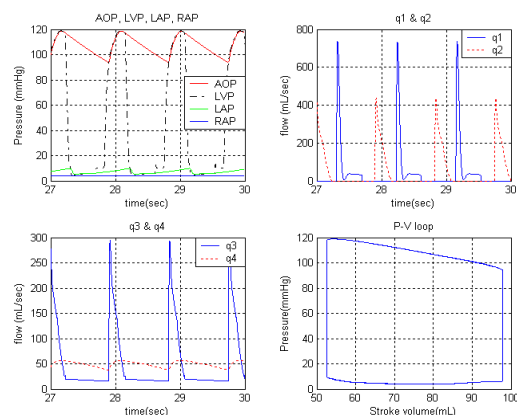 AOP, LVP, LAP, RAP
Pressure (mmHg)
120
100
80
60
40
20
0
AOP
LVP
LAP
RAP
27
28
29
30
time(sec)
q1 & q2
flow (mL/sec)
800
600
400
200
0
q1
q2
27
28
29
30
time(sec)
q3 & q4
flow (mL/sec)
300
250
200
150
100
50
0
q3
q4
27
28
29
30
time(sec)
P-V loop
Pressure(mmHg)
120
100
80
60
40
20
0
50
60
70
80
90
100
Stroke volume(mL)